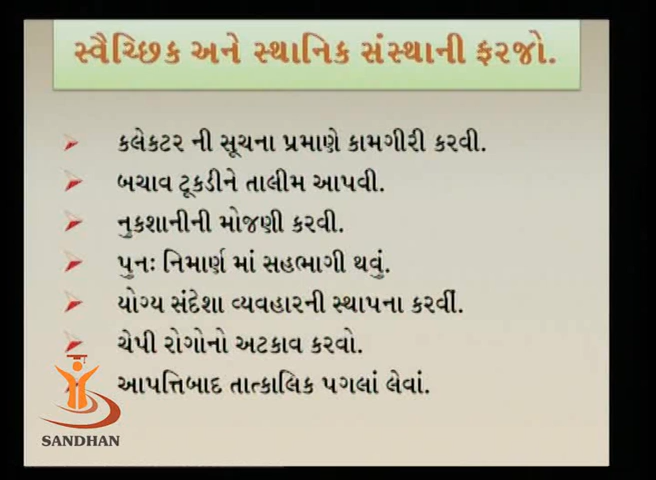 સ્વૈચ્છિક અને સ્થાનિક સંસ્થાની ફરજો.
કલેકટર ની સૂચના પ્રમાણે કામગીરી કરવી.
બચાવ ટૂકડીને તાલીમ આપવી.
નુકશાનીની મોજણી કરવી.
પુનઃ નિમાર્ણ માં સહભાગી થવું.
યોગ્ય સંદેશા વ્યવહારની સ્થાપના કરવીં.
ચેપી રોગોનો અટકાવ કરવો.
આપત્તિબાદ તાત્કાલિક પગલાં લેવાં.
SANDHAN